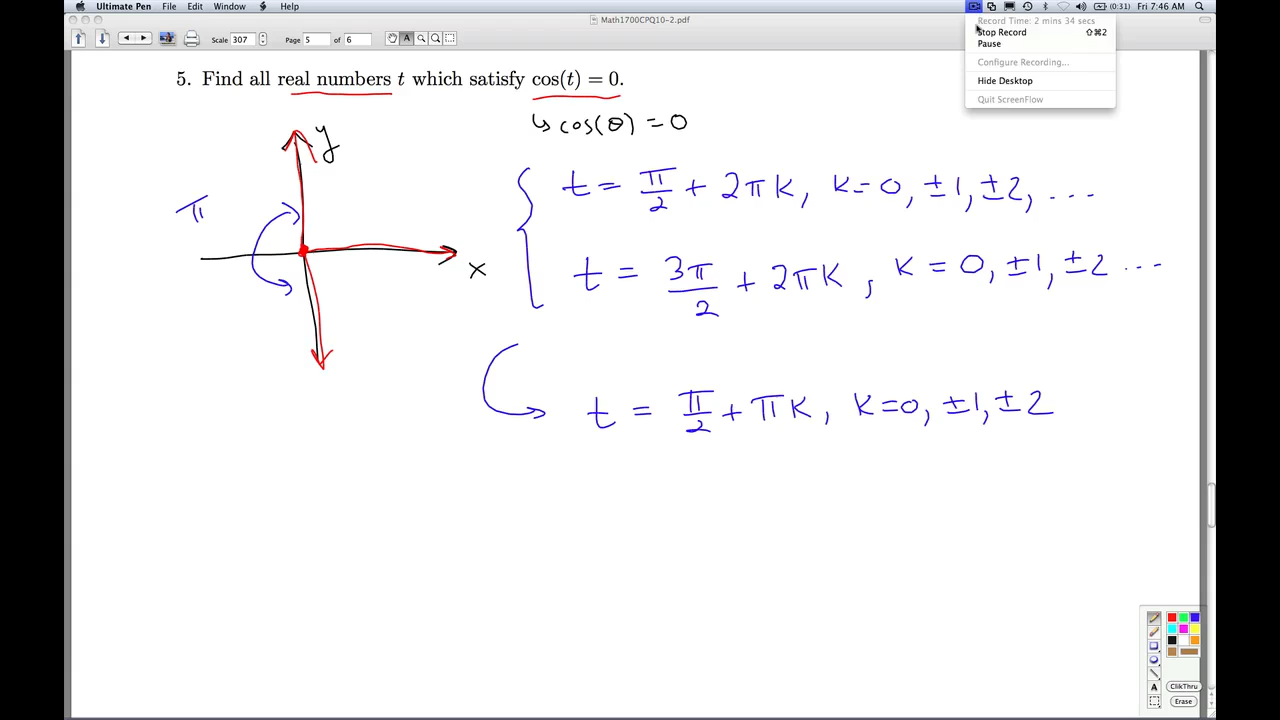 Ultimate Pen File Edit Window Help (0:31) Fri 7:46 AM
Math1700CPQ10-2.pdf
Record Time: 2 mins 34 secs
Stop Record ⇧⌘2
Pause
Configure Recording...
Hide Desktop
Quit ScreenFlow
Scale 307 Page 5 of 6 A
5. Find all real numbers t which satisfy cos(t) = 0.
↳ cos(θ) = 0
y
t = π/2 + 2πk, k=0, ±1, ±2, ...
π
x
t = 3π/2 + 2πk, k = 0, ±1, ±2 ...
t = π/2 + πk, k=0, ±1, ±2
A
ClikThru
Erase